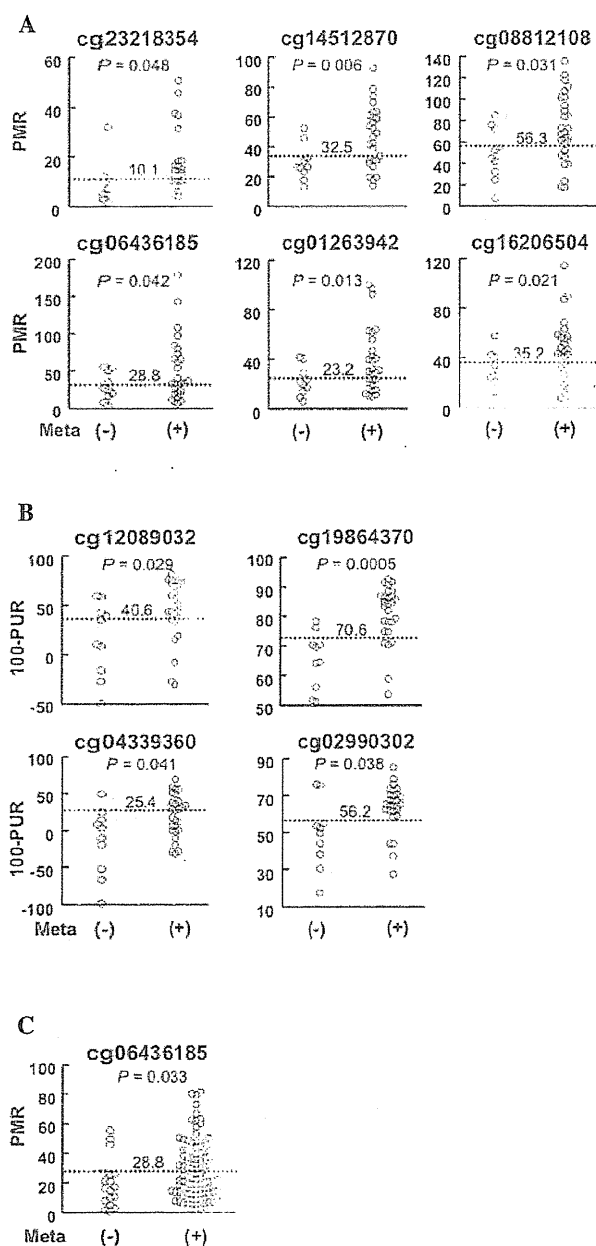 A
cg23218354
P = 0.048
PMR
60
40
20
0
10.1
cg14512870
P = 0.006
100
80
60
40
20
0
32.5
cg08812108
P = 0.031
140
120
100
80
60
40
20
0
56.3
cg06436185
P = 0.042
PMR
200
150
100
50
0
28.8
Meta (-) (+)
cg01263942
P = 0.013
120
80
40
0
23.2
(-) (+)
cg16206504
P = 0.021
120
80
40
0
35.2
(-) (+)
B
cg12089032
P = 0.029
100-PUR
100
50
0
-50
40.6
cg19864370
P = 0.0005
100
90
80
70
60
50
70.6
cg04339360
P = 0.041
100-PUR
100
50
0
-50
-100
25.4
Meta (-) (+)
cg02990302
P = 0.038
90
70
50
30
10
56.2
(-) (+)
C
cg06436185
P = 0.033
PMR
100
80
60
40
20
0
28.8
Meta (-) (+)